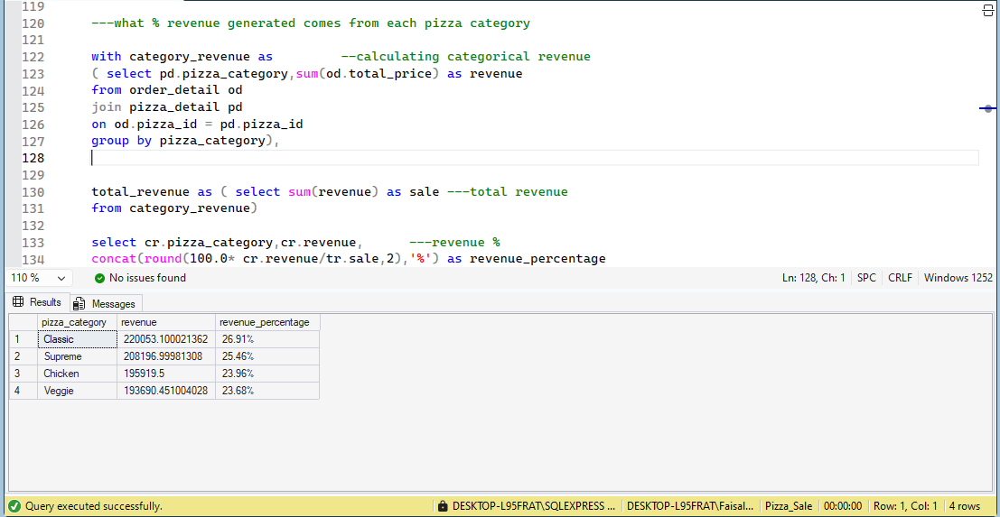 119
120 ---what % revenue generated comes from each pizza category
121
122 with category_revenue as --calculating categorical revenue
123 ( select pd.pizza_category,sum(od.total_price) as revenue
124 from order_detail od
125 join pizza_detail pd
126 on od.pizza_id = pd.pizza_id
127 group by pizza_category),
128
129
130 total_revenue as ( select sum(revenue) as sale ---total revenue
131 from category_revenue)
132
133 select cr.pizza_category,cr.revenue, ---revenue %
134 concat(round(100.0* cr.revenue/tr.sale,2),'%') as revenue_percentage
110 % No issues found Ln: 128, Ch: 1 SPC CRLF Windows 1252
Results Messages
pizza_category revenue revenue_percentage
1 Classic 220053.100021362 26.91%
2 Supreme 208196.99981308 25.46%
3 Chicken 195919.5 23.96%
4 Veggie 193690.451004028 23.68%
Query executed successfully. DESKTOP-L95FRAT\SQLEXPRESS ... DESKTOP-L95FRAT\Faisal... Pizza_Sale 00:00:00 Row: 1, Col: 1 4 rows